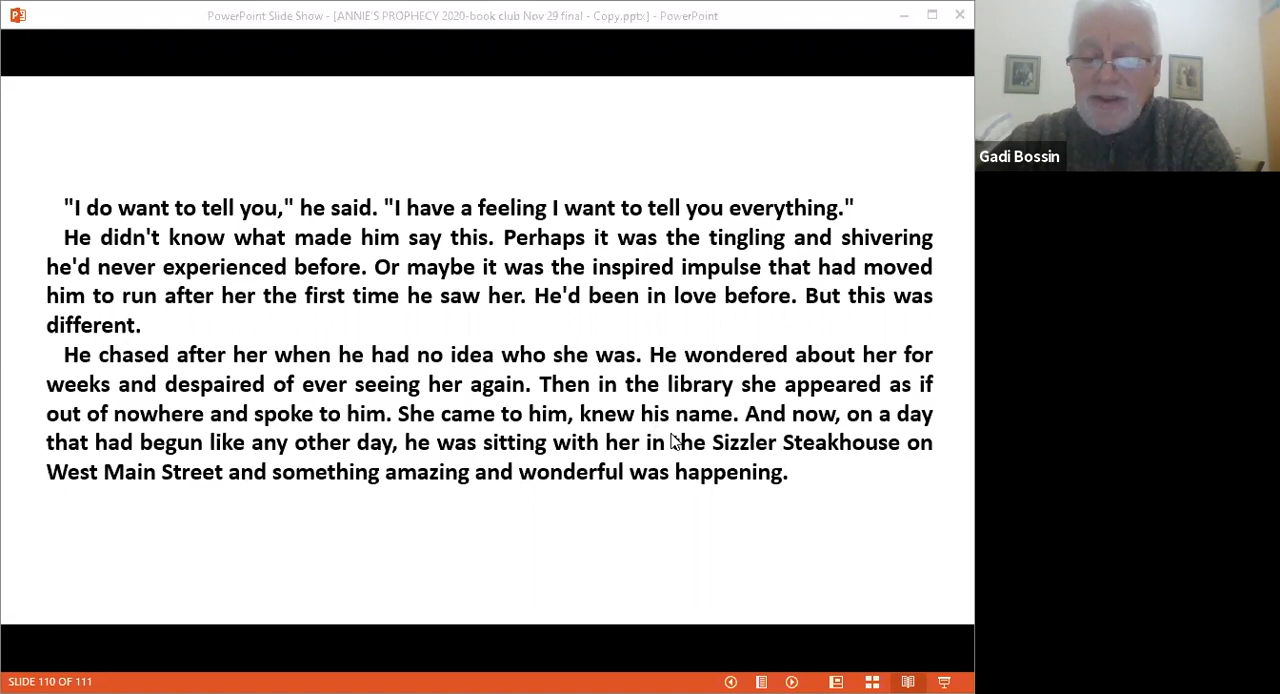 PowerPoint Slide Show - [ANNIE'S PROPHECY 2020-book club Nov 29 final - Copy.pptx] - PowerPoint
Gadi Bossin
"I do want to tell you," he said. "I have a feeling I want to tell you everything."
He didn't know what made him say this. Perhaps it was the tingling and shivering
he'd never experienced before. Or maybe it was the inspired impulse that had moved
him to run after her the first time he saw her. He'd been in love before. But this was
different.
He chased after her when he had no idea who she was. He wondered about her for
weeks and despaired of ever seeing her again. Then in the library she appeared as if
out of nowhere and spoke to him. She came to him, knew his name. And now, on a day
that had begun like any other day, he was sitting with her in the Sizzler Steakhouse on
West Main Street and something amazing and wonderful was happening.
SLIDE 110 OF 111